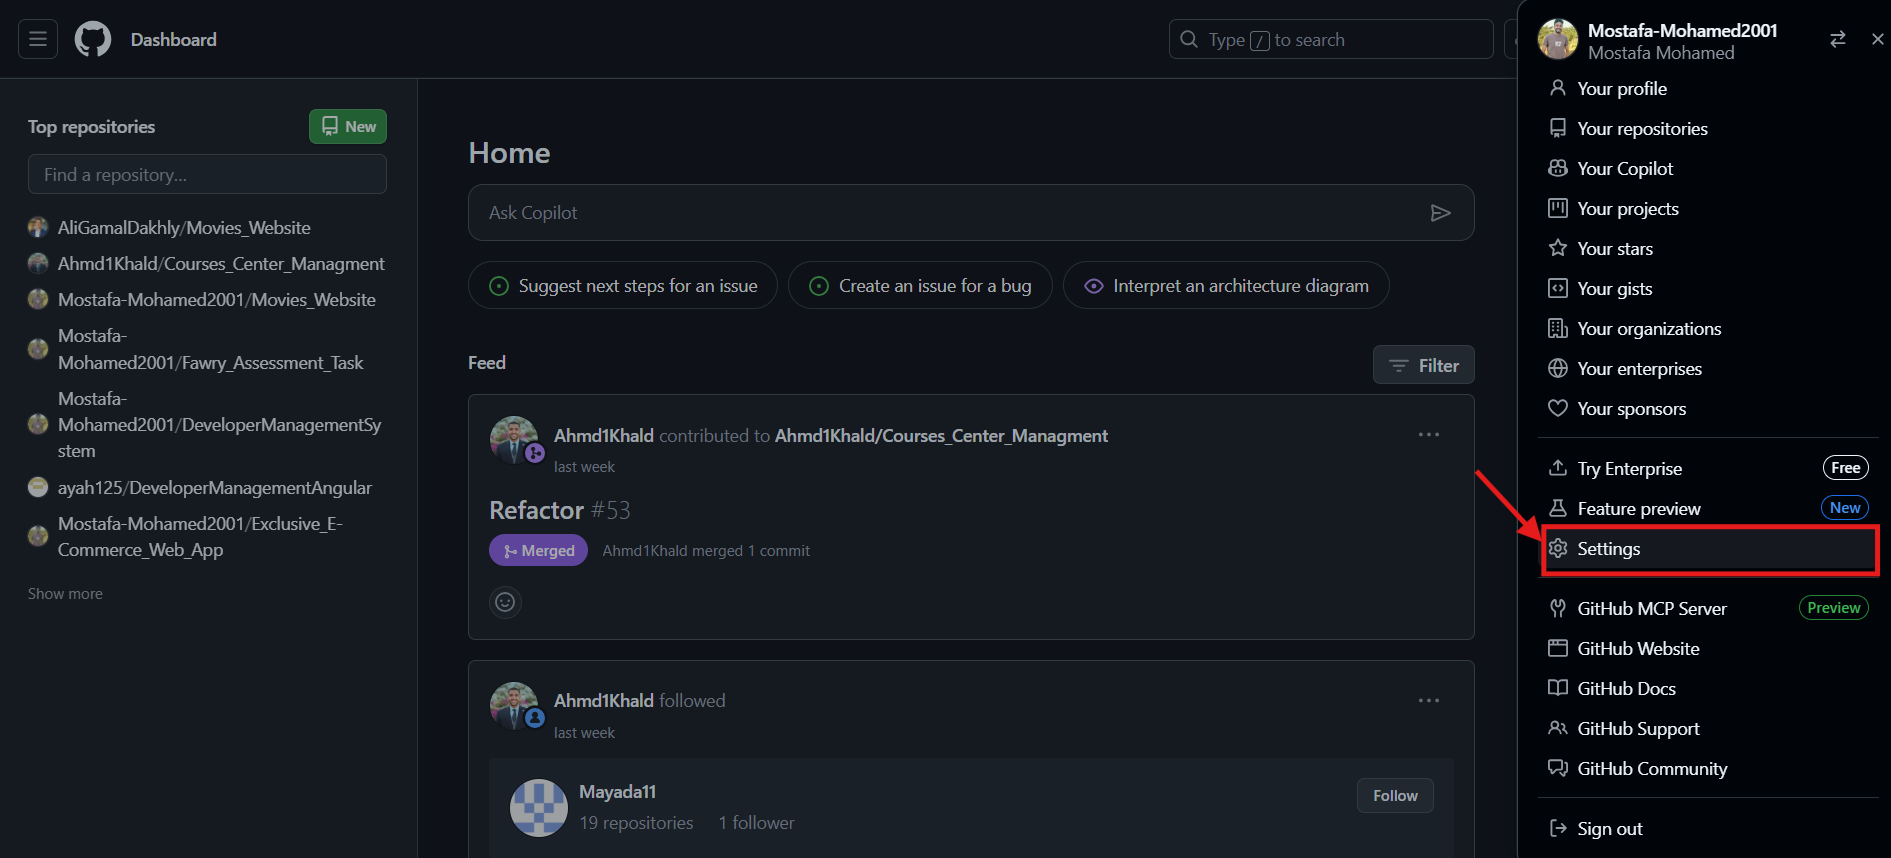 Dashboard
Type / to search
Top repositories
New
Find a repository...
AliGamalDakhly/Movies_Website
Ahmd1Khald/Courses_Center_Managment
Mostafa-Mohamed2001/Movies_Website
Mostafa-
Mohamed2001/Fawry_Assessment_Task
Mostafa-
Mohamed2001/DeveloperManagementSy
stem
ayah125/DeveloperManagementAngular
Mostafa-Mohamed2001/Exclusive_E-
Commerce_Web_App
Show more
Home
Ask Copilot
Suggest next steps for an issue
Create an issue for a bug
Interpret an architecture diagram
Feed
Filter
Ahmd1Khald contributed to Ahmd1Khald/Courses_Center_Managment
last week
Refactor #53
Merged
Ahmd1Khald merged 1 commit
Ahmd1Khald followed
last week
Mayada11
19 repositories 1 follower
Follow
Mostafa-Mohamed2001
Mostafa Mohamed
Your profile
Your repositories
Your Copilot
Your projects
Your stars
Your gists
Your organizations
Your enterprises
Your sponsors
Try Enterprise Free
Feature preview New
Settings
GitHub MCP Server Preview
GitHub Website
GitHub Docs
GitHub Support
GitHub Community
Sign out